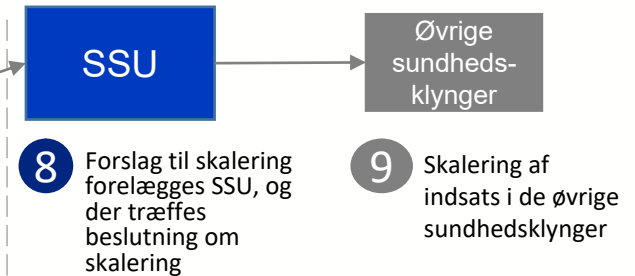 SSU
Øvrige
sundheds-
klynger
8
Forslag til skalering
forelægges SSU, og
der træffes
beslutning om
skalering
9
Skalering af
indsats i de øvrige
sundhedsklynger